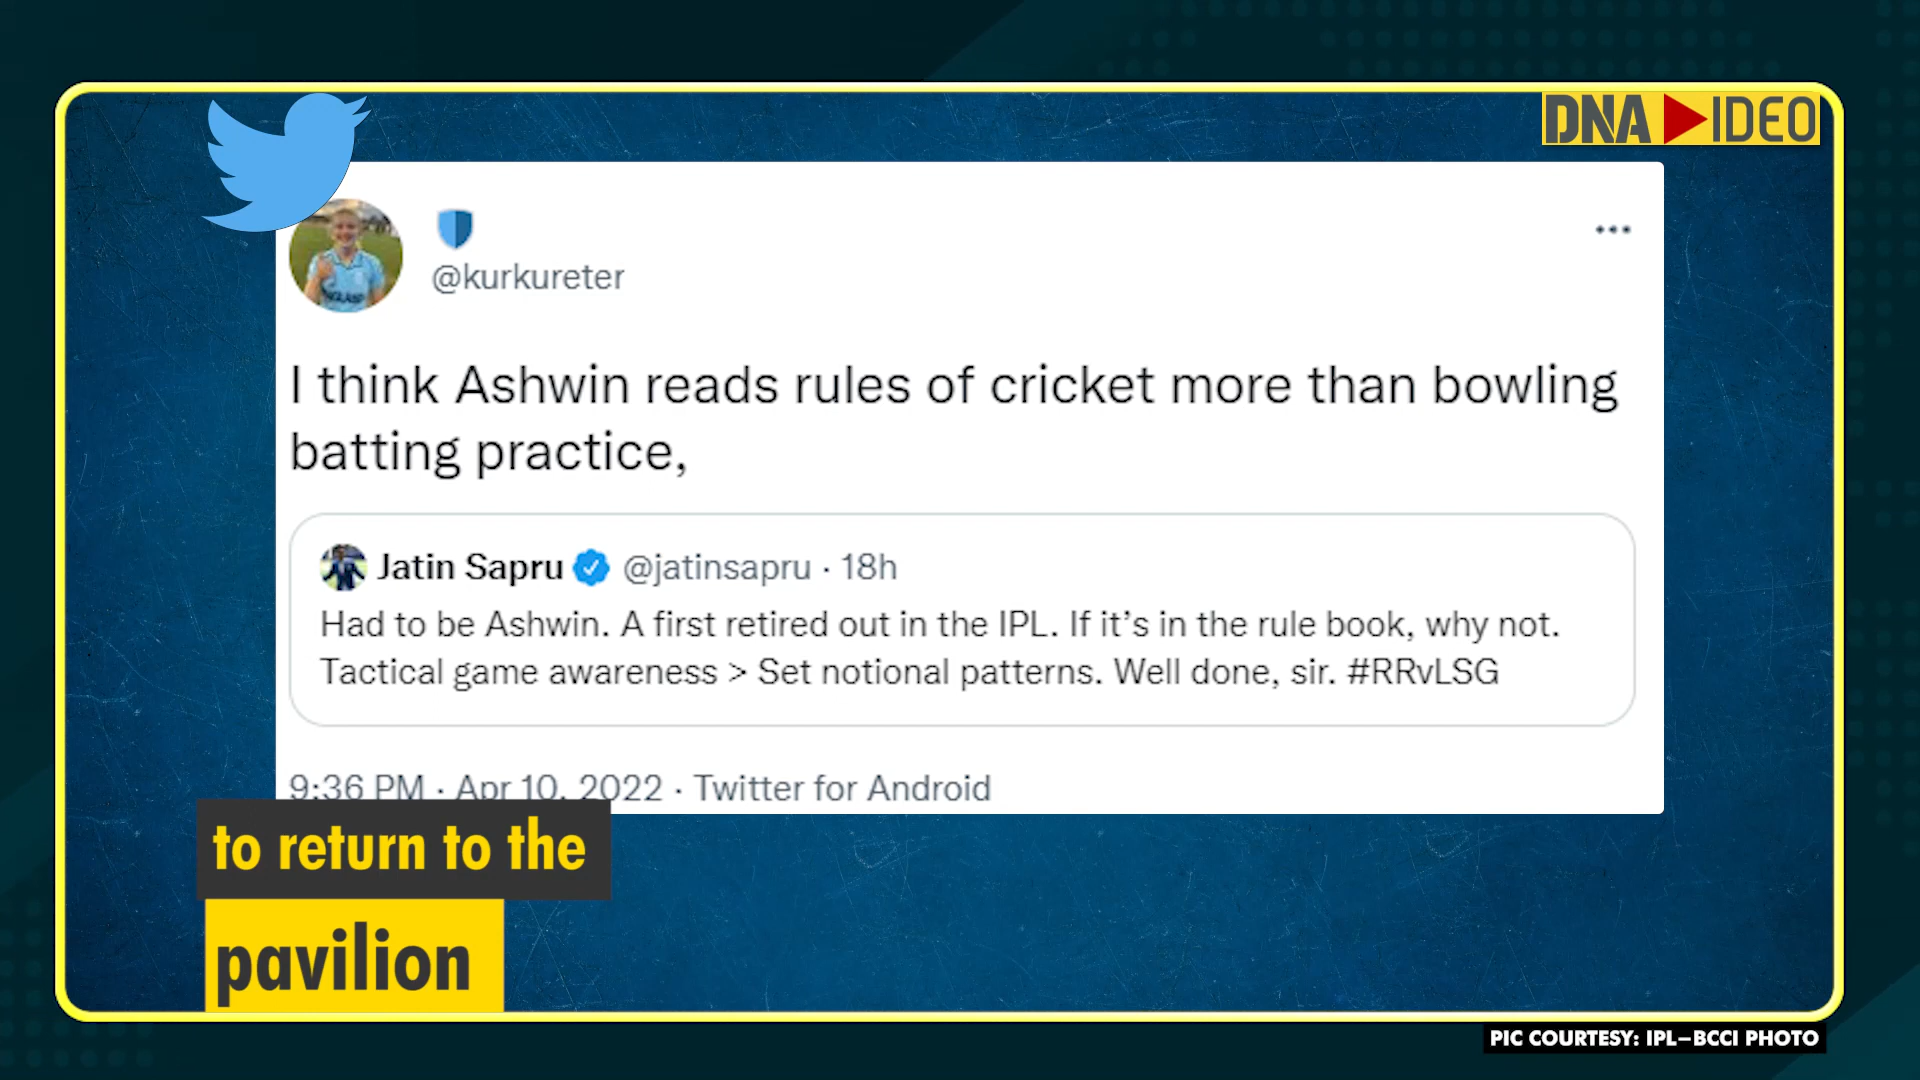 DNA VIDEO
@kurkureter
I think Ashwin reads rules of cricket more than bowling
batting practice,
Jatin Sapru @jatinsapru · 18h
Had to be Ashwin. A first retired out in the IPL. If it’s in the rule book, why not.
Tactical game awareness > Set notional patterns. Well done, sir. #RRvLSG
9:36 PM · Apr 10, 2022 · Twitter for Android
to return to the
pavilion
PIC COURTESY: IPL–BCCI PHOTO